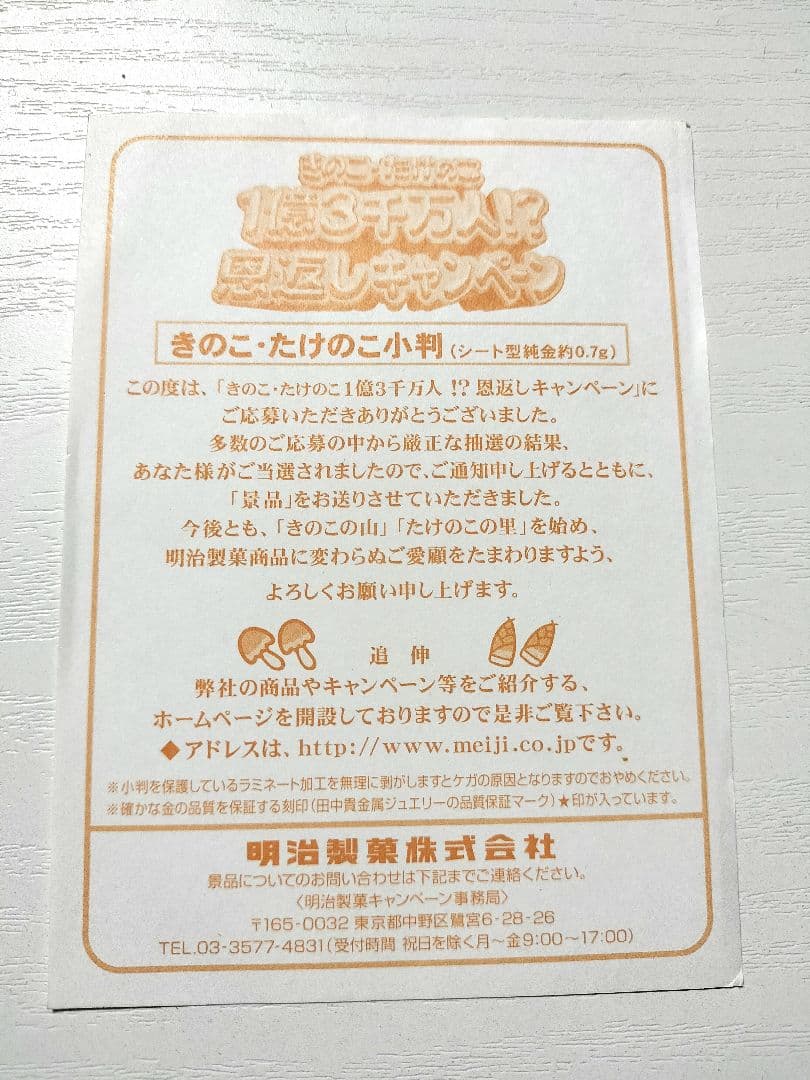 きのこ・たけのこ
1億3千万人!?
恩返しキャンペーン
きのこ・たけのこ小判(シート型純金約0.7g)
この度は、「きのこ・たけのこ1億3千万人!?恩返しキャンペーン」に
ご応募いただきありがとうございました。
多数のご応募の中から厳正な抽選の結果、
あなた様がご当選されましたので、ご通知申し上げるとともに、
「景品」をお送りさせていただきました。
今後とも、「きのこの山」「たけのこの里」を始め、
明治製菓商品に変わらぬご愛顧をたまわりますよう、
よろしくお願い申し上げます。
追伸
弊社の商品やキャンペーン等をご紹介する、
ホームページを開設しておりますので是非ご覧下さい。
◆アドレスは、http://www.meiji.co.jpです。
※小判を保護しているラミネート加工を無理に剥がしますとケガの原因となりますのでおやめください。
※確かな金の品質を保証する刻印(田中貴金属ジュエリーの品質保証マーク)★印が入っています。
明治製菓株式会社
景品についてのお問い合わせは下記までご連絡ください。
〈明治製菓キャンペーン事務局〉
〒165-0032 東京都中野区鷺宮6-28-26
TEL.03-3577-4831(受付時間 祝日を除く月～金9:00～17:00)